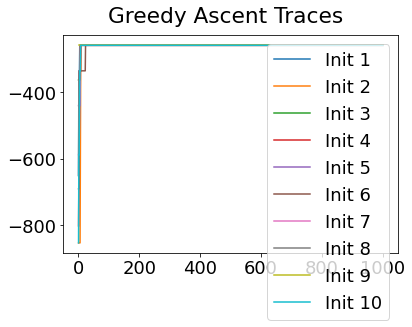 Greedy Ascent Traces
−400
−600
−800
0
200
400
600
800
1000
Init 1
Init 2
Init 3
Init 4
Init 5
Init 6
Init 7
Init 8
Init 9
Init 10